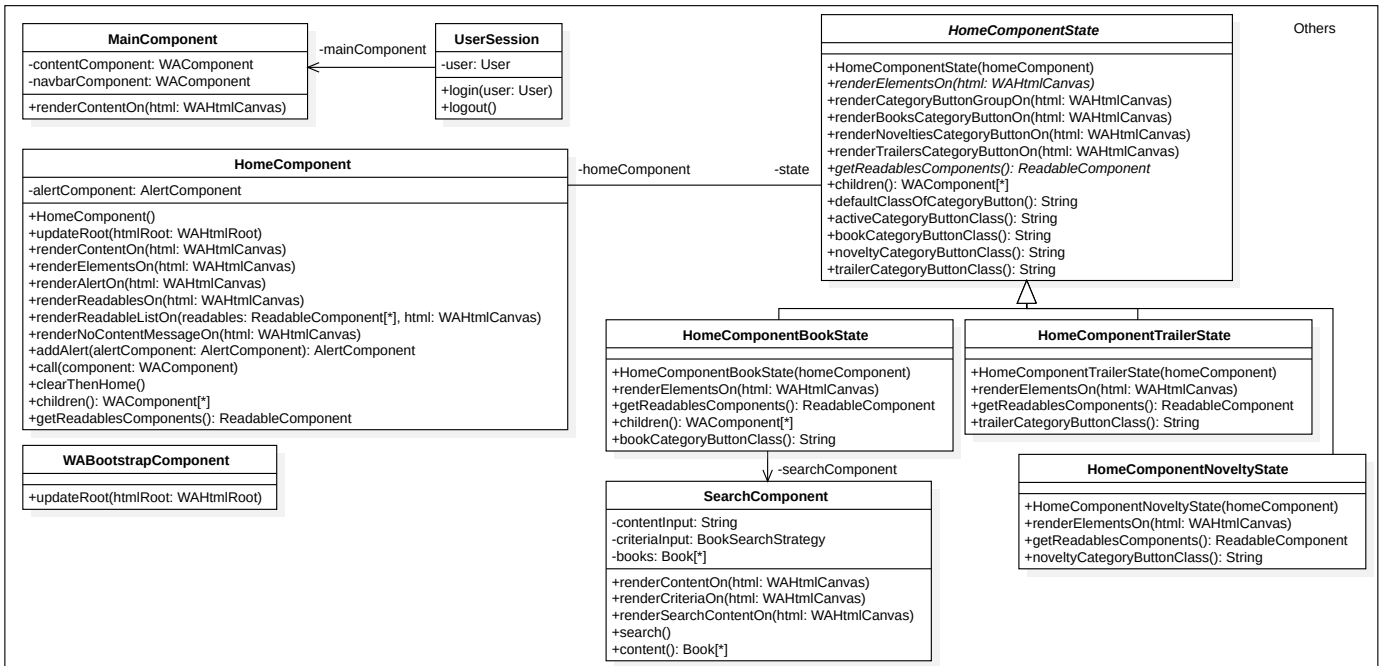 Others
MainComponent
-contentComponent: WAComponent
-navbarComponent: WAComponent
+renderContentOn(html: WAHtmlCanvas)
-mainComponent
UserSession
-user: User
+login(user: User)
+logout()
HomeComponentState
+HomeComponentState(homeComponent)
+renderElementsOn(html: WAHtmlCanvas)
+renderCategoryButtonGroupOn(html: WAHtmlCanvas)
+renderBooksCategoryButtonOn(html: WAHtmlCanvas)
+renderNoveltiesCategoryButtonOn(html: WAHtmlCanvas)
+renderTrailersCategoryButtonOn(html: WAHtmlCanvas)
+getReadablesComponents(): ReadableComponent
+children(): WAComponent[*]
+defaultClassOfCategoryButton(): String
+activeCategoryButtonClass(): String
+bookCategoryButtonClass(): String
+noveltyCategoryButtonClass(): String
+trailerCategoryButtonClass(): String
HomeComponent
-alertComponent: AlertComponent
+HomeComponent()
+updateRoot(htmlRoot: WAHtmlRoot)
+renderContentOn(html: WAHtmlCanvas)
+renderElementsOn(html: WAHtmlCanvas)
+renderAlertOn(html: WAHtmlCanvas)
+renderReadablesOn(html: WAHtmlCanvas)
+renderReadableListOn(readables: ReadableComponent[*], html: WAHtmlCanvas)
+renderNoContentMessageOn(html: WAHtmlCanvas)
+addAlert(alertComponent: AlertComponent): AlertComponent
+call(component: WAComponent)
+clearThenHome()
+children(): WAComponent[*]
+getReadablesComponents(): ReadableComponent
-homeComponent
-state
HomeComponentBookState
+HomeComponentBookState(homeComponent)
+renderElementsOn(html: WAHtmlCanvas)
+getReadablesComponents(): ReadableComponent
+children(): WAComponent[*]
+bookCategoryButtonClass(): String
HomeComponentTrailerState
+HomeComponentTrailerState(homeComponent)
+renderElementsOn(html: WAHtmlCanvas)
+getReadablesComponents(): ReadableComponent
+trailerCategoryButtonClass(): String
WABootstrapComponent
+updateRoot(htmlRoot: WAHtmlRoot)
-searchComponent
HomeComponentNoveltyState
+HomeComponentNoveltyState(homeComponent)
+renderElementsOn(html: WAHtmlCanvas)
+getReadablesComponents(): ReadableComponent
+noveltyCategoryButtonClass(): String
SearchComponent
-contentInput: String
-criteriaInput: BookSearchStrategy
-books: Book[*]
+renderContentOn(html: WAHtmlCanvas)
+renderCriteriaOn(html: WAHtmlCanvas)
+renderSearchContentOn(html: WAHtmlCanvas)
+search()
+content(): Book[*]